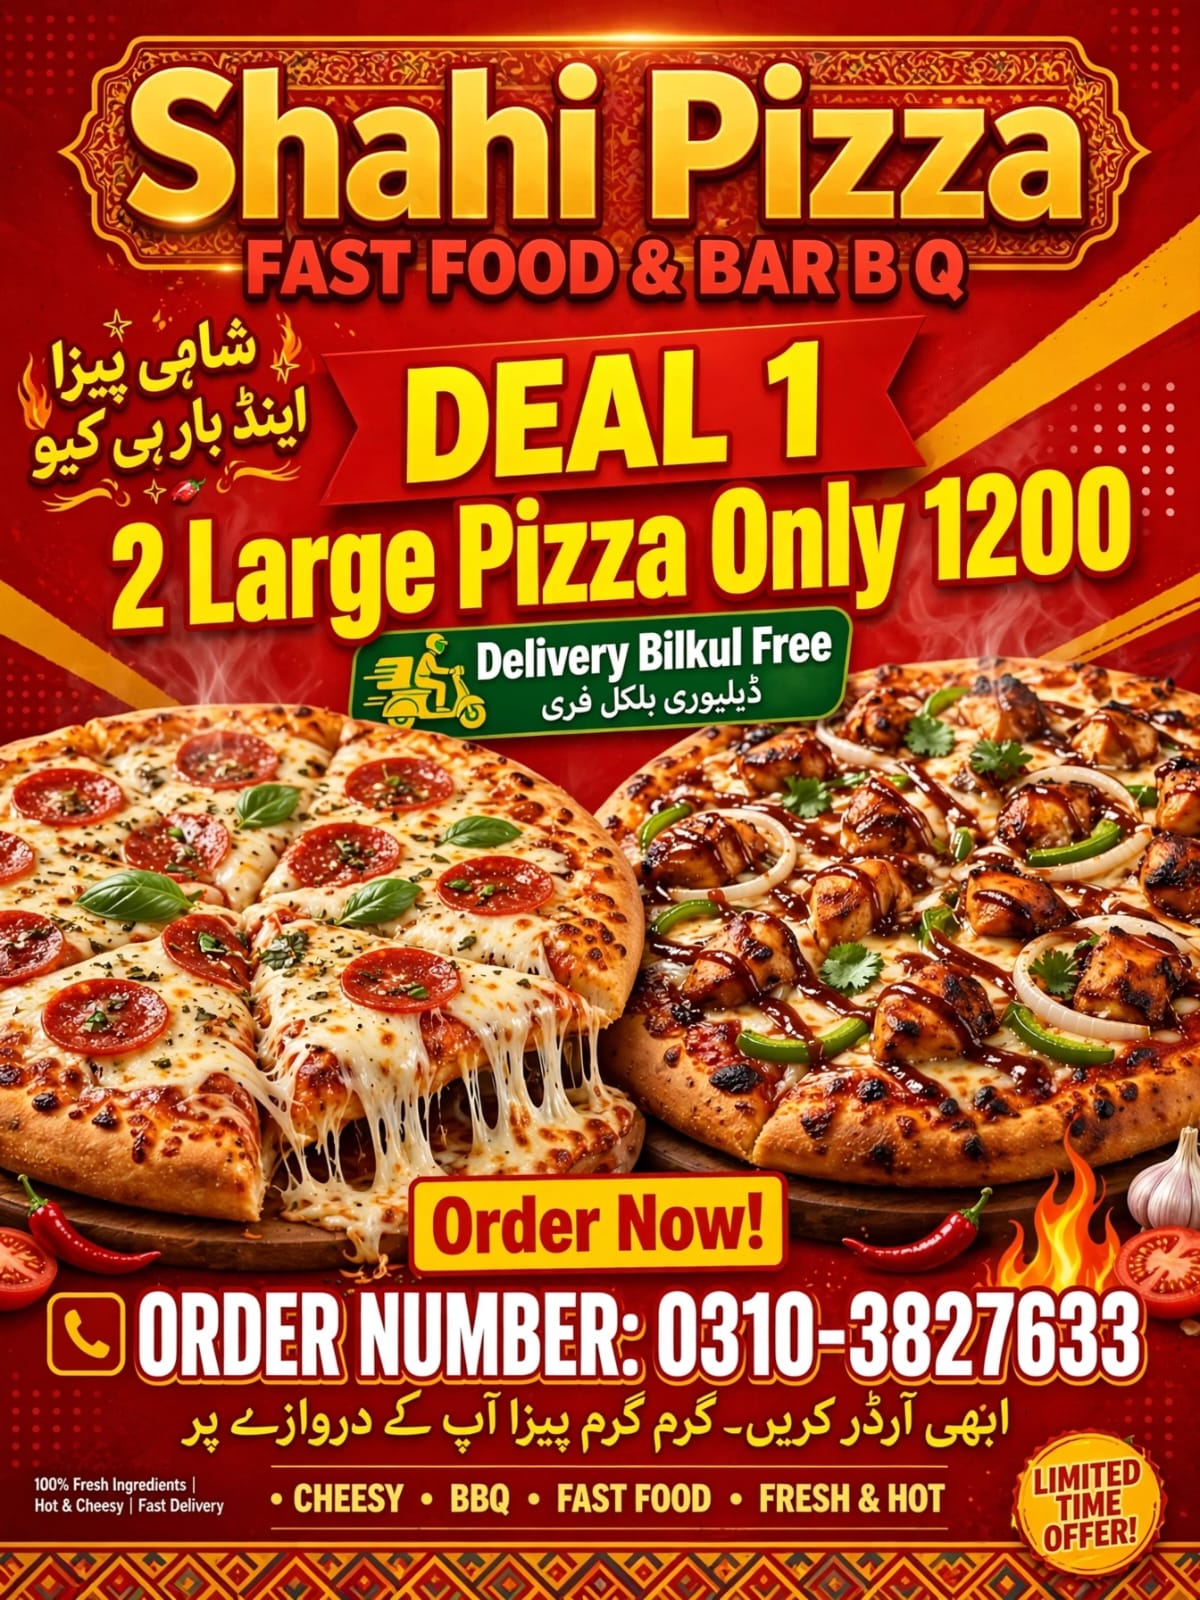 Shahi Pizza
FAST FOOD & BAR B Q
شاهی پیزا
اینڈ بار بی کیو
DEAL 1
2 Large Pizza Only 1200
Delivery Bilkul Free
ڈیلیوری بلکل فری
Order Now!
ORDER NUMBER: 0310-3827633
ابھی آرڈر کریں۔ گرم گرم پیزا آپ کے دروازے پر
100% Fresh Ingredients |
Hot & Cheesy | Fast Delivery
• CHEESY • BBQ • FAST FOOD • FRESH & HOT
LIMITED
TIME
OFFER!